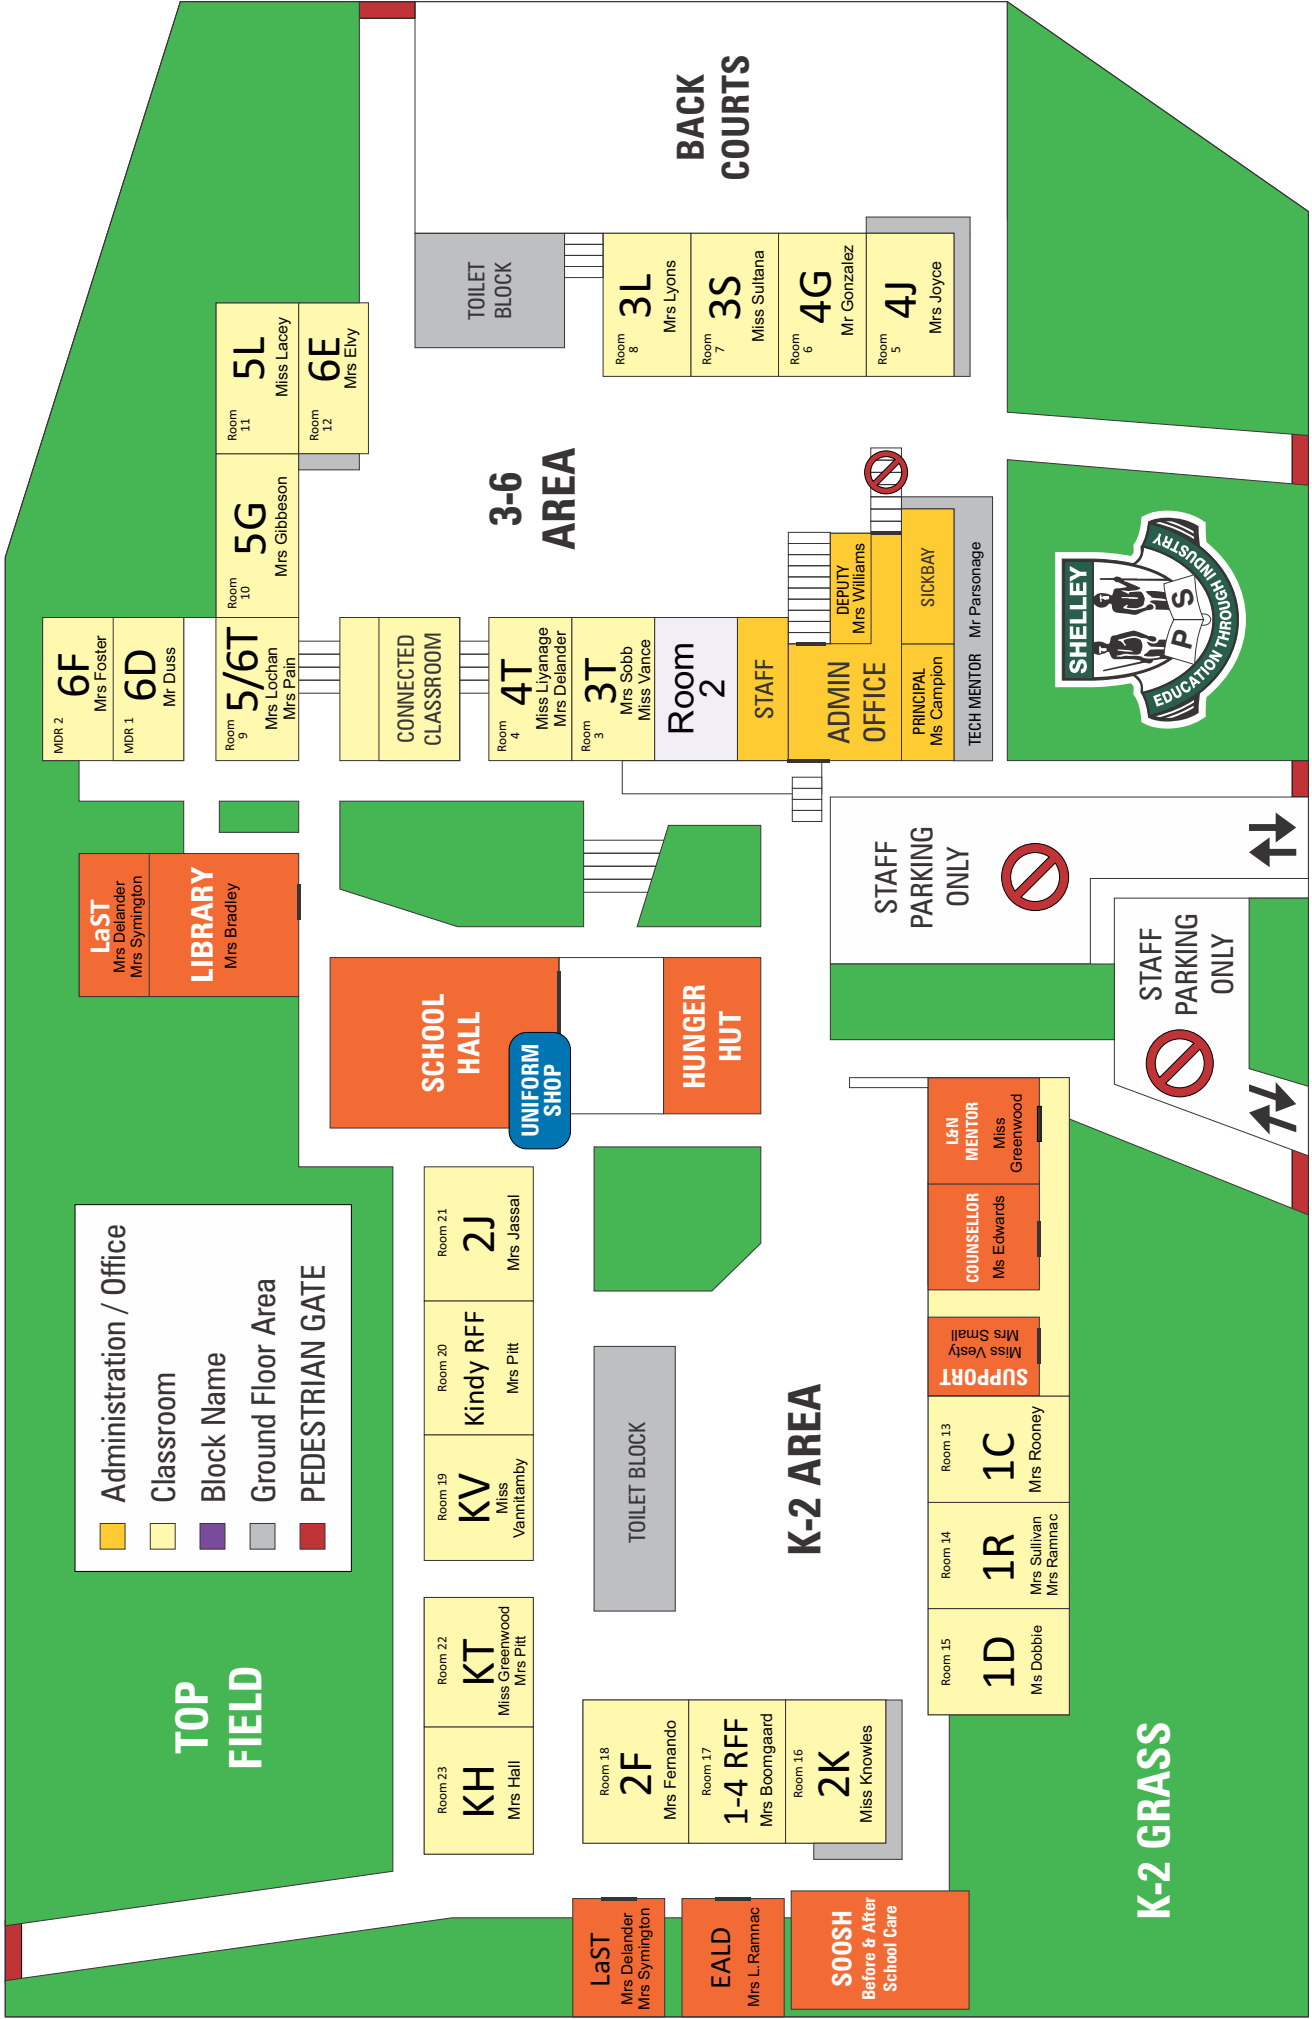 TOP
FIELD
Administration / Office
Classroom
Block Name
Ground Floor Area
PEDESTRIAN GATE
LaST
Mrs Delander
Mrs Symington
LIBRARY
Mrs Bradley
MDR 2
6F
Mrs Foster
MDR 1
6D
Mr Duss
Room
9
5/6T
Mrs Lochan
Mrs Pain
Room
10
5G
Mrs Gibbeson
Room
11
5L
Miss Lacey
Room
12
6E
Mrs Elvy
SCHOOL
HALL
UNIFORM
SHOP
HUNGER
HUT
CONNECTED
CLASSROOM
Room
4
4T
Miss Liyanage
Mrs Delander
Room
3
3T
Mrs Sobb
Miss Vance
Room
2
STAFF
ADMIN
OFFICE
DEPUTY
Mrs Williams
PRINCIPAL
Ms Campion
SICKBAY
TECH MENTOR
Mr Parsonage
3-6
AREA
TOILET
BLOCK
Room
8
3L
Mrs Lyons
Room
7
3S
Miss Sultana
Room
6
4G
Mr Gonzalez
Room
5
4J
Mrs Joyce
BACK
COURTS
Room 23
KH
Mrs Hall
Room 22
KT
Miss Greenwood
Mrs Pitt
Room 19
KV
Miss
Vannitamby
Room 20
Kindy RFF
Mrs Pitt
Room 21
2J
Mrs Jassal
TOILET BLOCK
K-2 AREA
Room 18
2F
Mrs Fernando
Room 17
1-4 RFF
Mrs Boomgaard
Room 16
2K
Miss Knowles
LaST
Mrs Delander
Mrs Symington
EALD
Mrs L.Ramnac
SOOSH
Before & After
School Care
Room 15
1D
Ms Dobbie
Room 14
1R
Mrs Sullivan
Mrs Ramnac
Room 13
1C
Mrs Rooney
SUPPORT
Miss Vesty
Mrs Small
COUNSELLOR
Ms Edwards
L&N
MENTOR
Miss
Greenwood
STAFF
PARKING
ONLY
STAFF
PARKING
ONLY
K-2 GRASS
SHELLEY
P S
EDUCATION THROUGH INDUSTRY